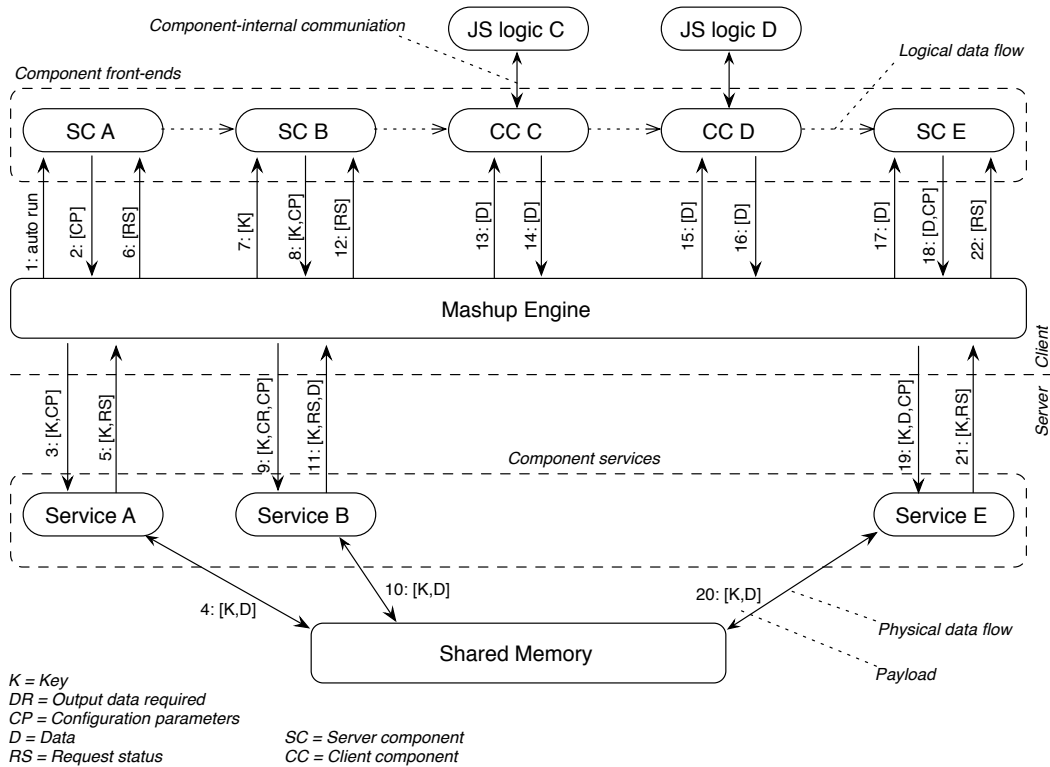 JS logic C
JS logic D
Component-internal communiation
Logical data flow
Component front-ends
SC A
SC B
CC C
CC D
SC E
1: auto run
2: [CP]
6: [RS]
7: [K]
8: [K,CP]
12: [RS]
13: [D]
14: [D]
15: [D]
16: [D]
17: [D]
18: [D,CP]
22: [RS]
Mashup Engine
Client
Server
3: [K,CP]
5: [K,RS]
9: [K,CR,CP]
11: [K,RS,D]
19: [K,D,CP]
21: [K,RS]
Component services
Service A
Service B
Service E
4: [K,D]
10: [K,D]
20: [K,D]
Physical data flow
Shared Memory
Payload
K = Key
DR = Output data required
CP = Configuration parameters
D = Data
RS = Request status
SC = Server component
CC = Client component